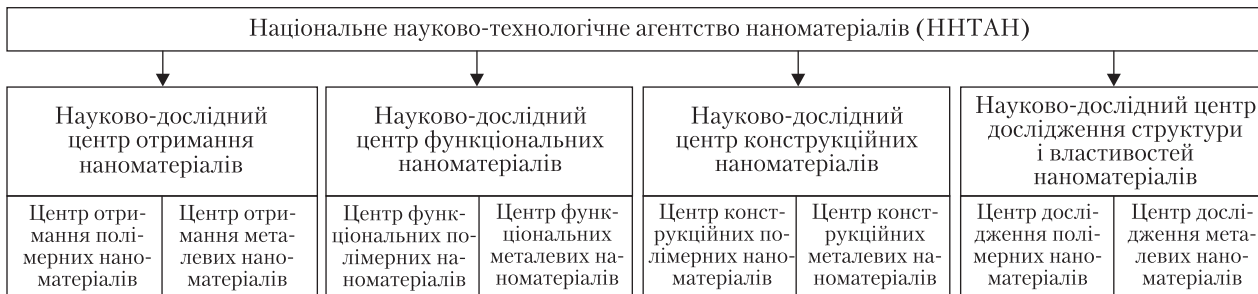 Національне науково-технологічне агентство наноматеріалів (ННТАН)
Науково-дослідний
центр отримання
наноматеріалів
Науково-дослідний
центр функціональних
наноматеріалів
Науково-дослідний
центр конструкційних
наноматеріалів
Науково-дослідний центр
дослідження структури
і властивостей
наноматеріалів
Центр отри-
мання полі-
мерних нано-
матеріалів
Центр отри-
мання мета-
левих нано-
матеріалів
Центр функ-
ціональних по-
лімерних на-
номатеріалів
Центр функ-
ціональних
металевих на-
номатеріалів
Центр конст-
рукційних по-
лімерних нано-
матеріалів
Центр конст-
рукційних
металевих на-
номатеріалів
Центр дослі-
дження полі-
мерних нано-
матеріалів
Центр дослі-
дження мета-
левих нано-
матеріалів